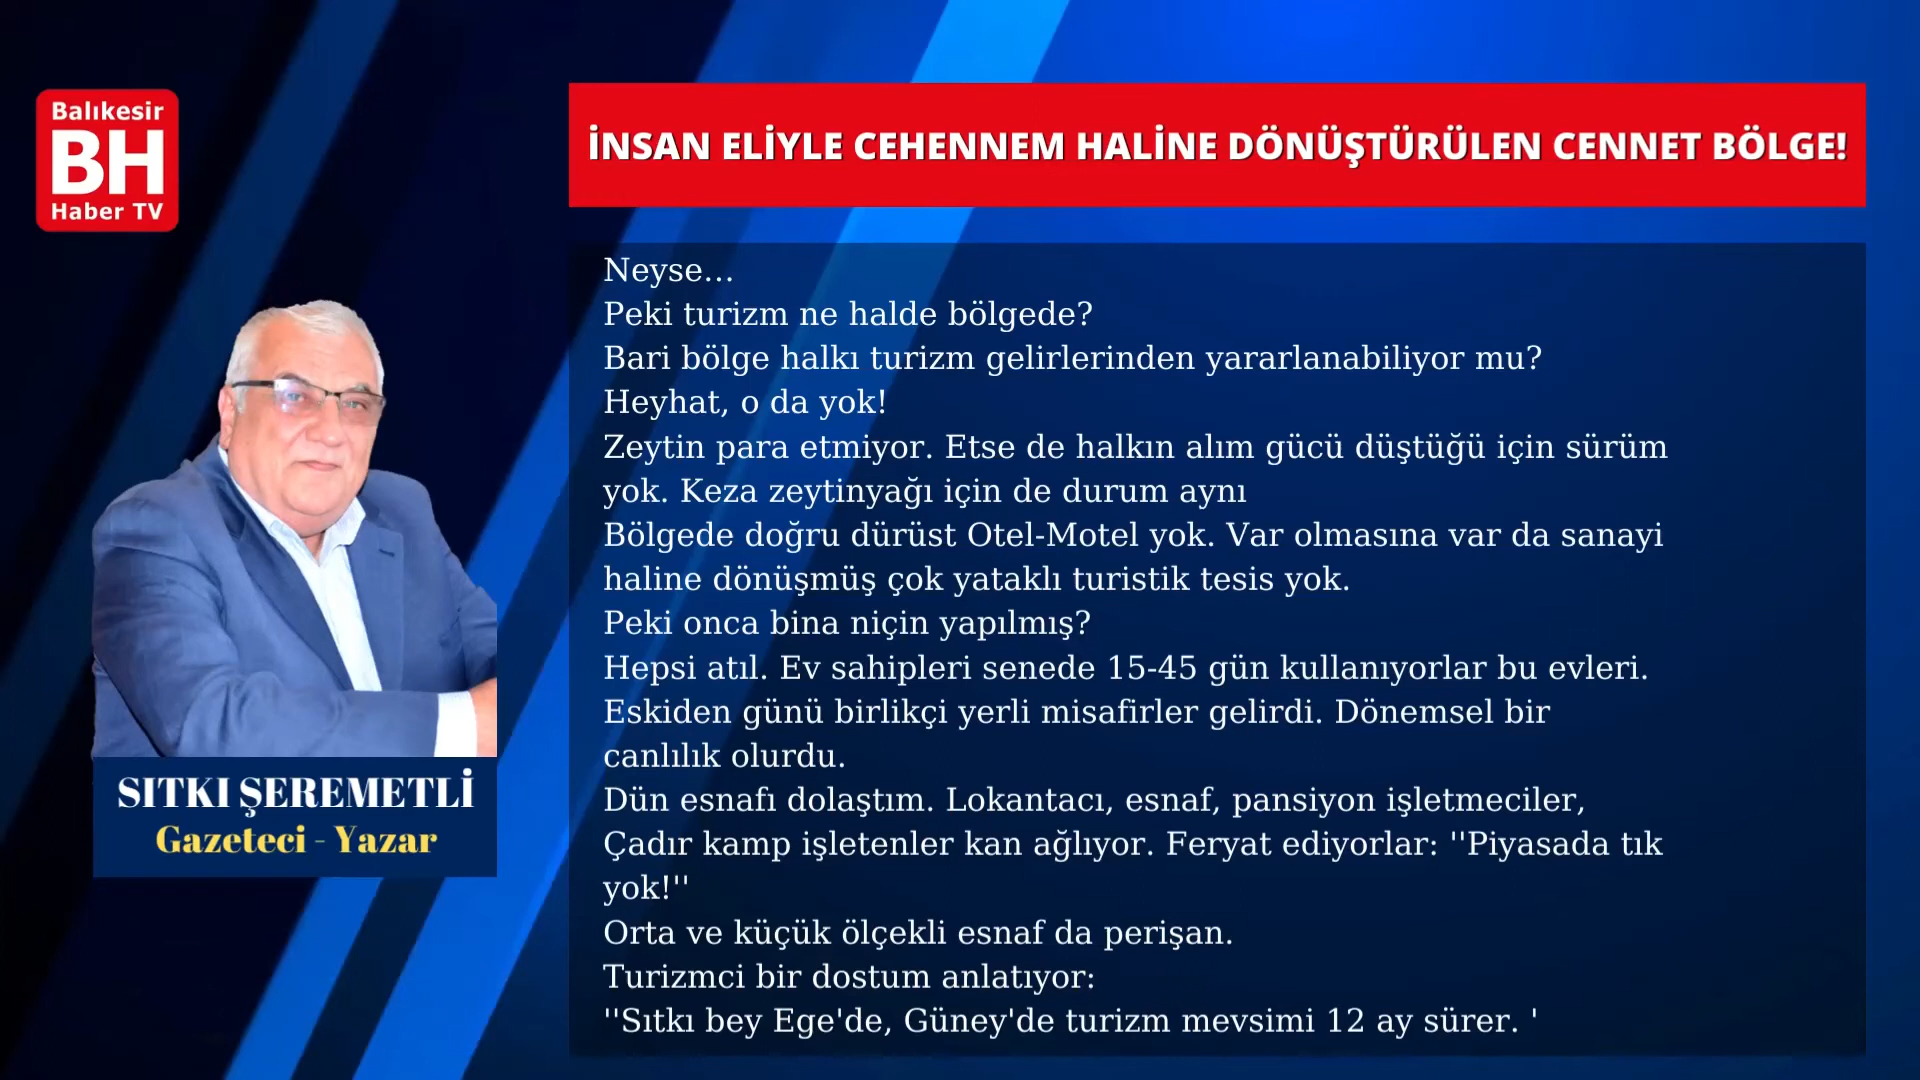 Balıkesir
BH
Haber TV
İNSAN ELİYLE CEHENNEM HALİNE DÖNÜŞTÜRÜLEN CENNET BÖLGE!
Neyse...
Peki turizm ne halde bölgede?
Bari bölge halkı turizm gelirlerinden yararlanabiliyor mu?
Heyhat, o da yok!
Zeytin para etmiyor. Etse de halkın alım gücü düştüğü için sürüm
yok. Keza zeytinyağı için de durum aynı
Bölgede doğru dürüst Otel-Motel yok. Var olmasına var da sanayi
haline dönüşmüş çok yataklı turistik tesis yok.
Peki onca bina niçin yapılmış?
Hepsi atıl. Ev sahipleri senede 15-45 gün kullanıyorlar bu evleri.
Eskiden günü birlikçi yerli misafirler gelirdi. Dönemsel bir
canlılık olurdu.
Dün esnafı dolaştım. Lokantacı, esnaf, pansiyon işletmeciler,
Çadır kamp işletenler kan ağlıyor. Feryat ediyorlar: ''Piyasada tık
yok!''
Orta ve küçük ölçekli esnaf da perişan.
Turizmci bir dostum anlatıyor:
''Sıtkı bey Ege'de, Güney'de turizm mevsimi 12 ay sürer. '
SITKI ŞEREMETLİ
Gazeteci - Yazar